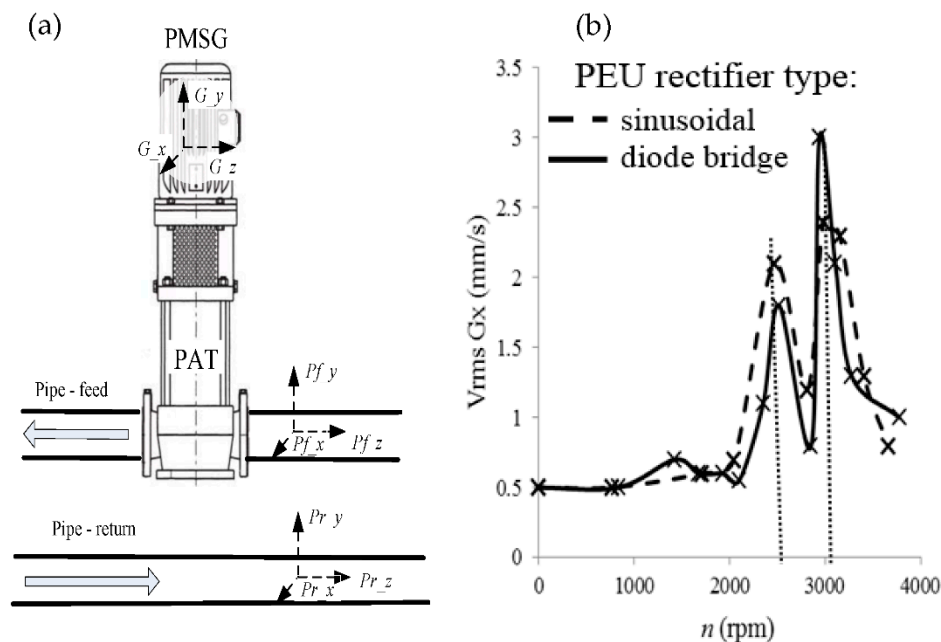 (a)
PMSG
G_y
G_x
G_z
PAT
Pipe - feed
Pf_y
Pf_x
Pf_z
Pipe - return
Pr_y
Pr_x
Pr_z
(b)
PEU rectifier type:
sinusoidal
diode bridge
Vrms Gx (mm/s)
3.5
3
2.5
2
1.5
1
0.5
0
0 1000 2000 3000 4000
n (rpm)